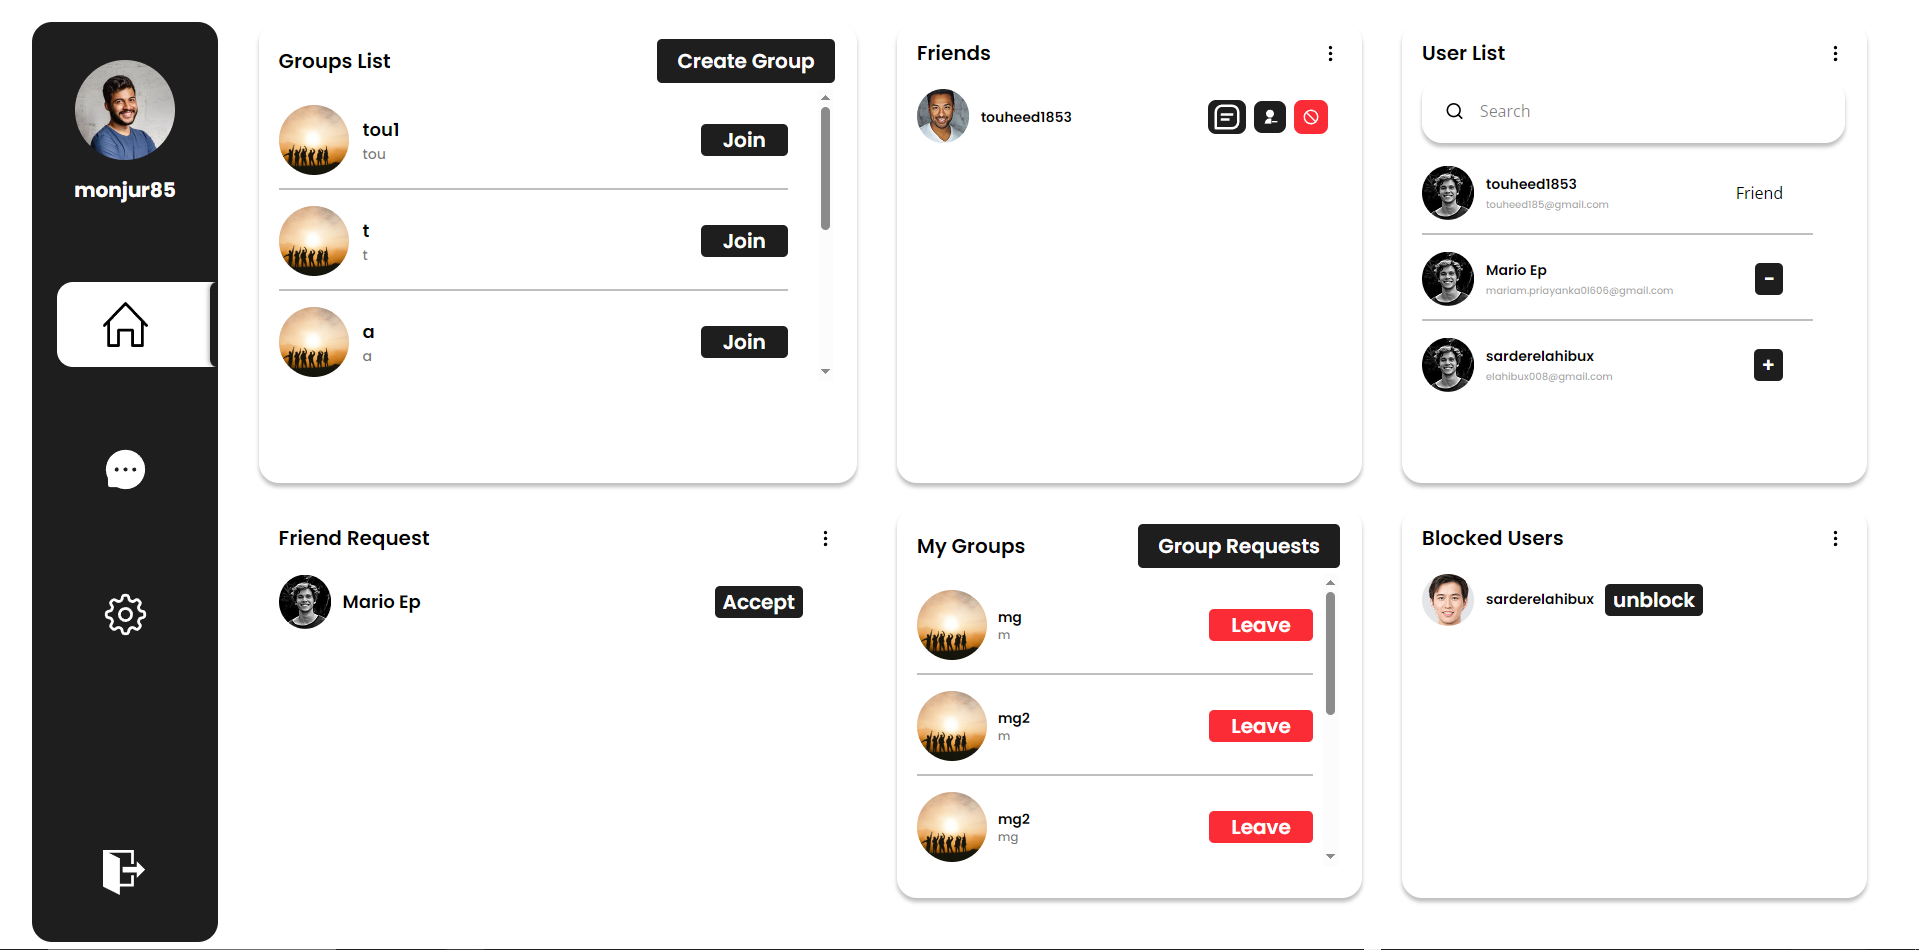 monjur85
Groups List
Create Group
tou1
tou
Join
t
t
Join
a
a
Join
Friends
touheed1853
User List
Search
touheed1853
touheed185@gmail.com
Friend
Mario Ep
mariam.priayanka01606@gmail.com
-
sarderelahibux
elahibux008@gmail.com
+
Friend Request
Mario Ep
Accept
My Groups
Group Requests
mg
m
Leave
mg2
m
Leave
mg2
mg
Leave
Blocked Users
sarderelahibux
unblock